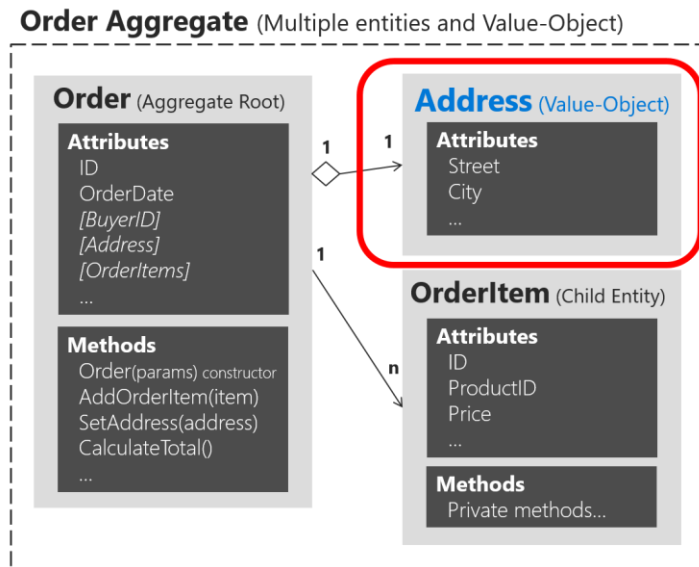 Order Aggregate (Multiple entities and Value-Object)
Order (Aggregate Root)
Attributes
ID
OrderDate
[BuyerID]
[Address]
[OrderItems]
...
Methods
Order(params) constructor
AddOrderItem(item)
SetAddress(address)
CalculateTotal()
...
1
1
1
n
Address (Value-Object)
Attributes
Street
City
...
OrderItem (Child Entity)
Attributes
ID
ProductID
Price
...
Methods
Private methods...